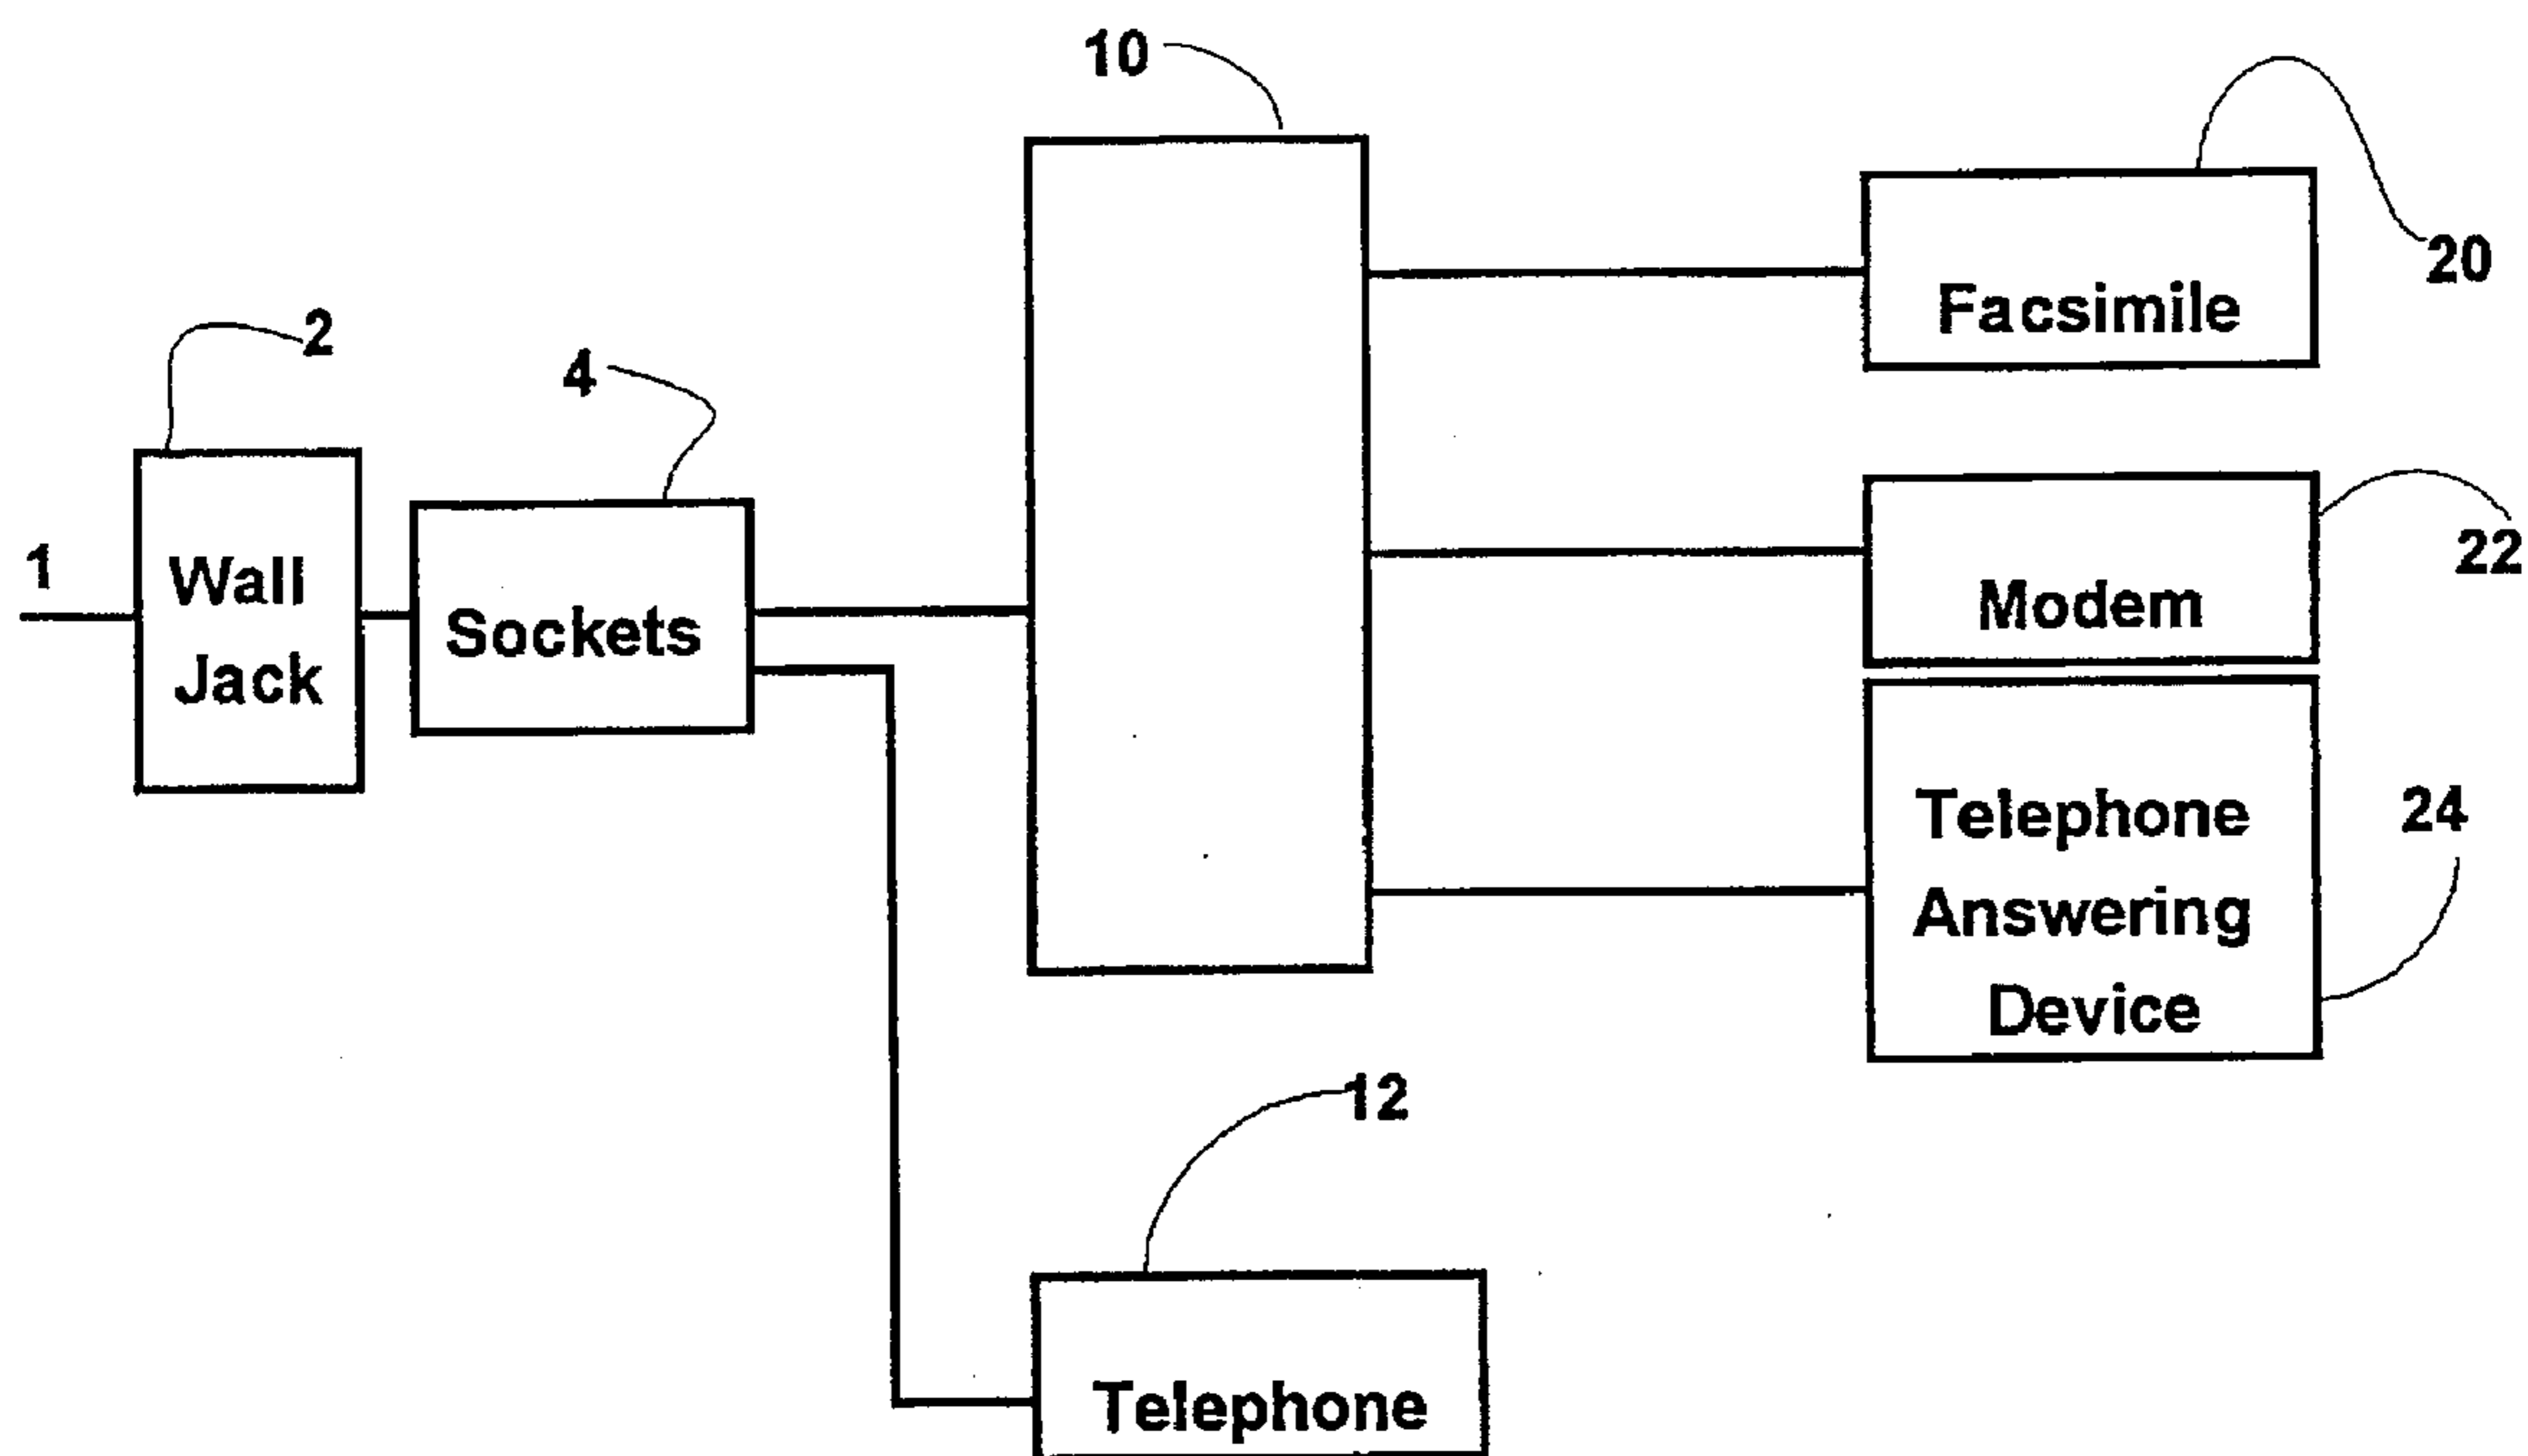 10
20
Facsimile
2
4
1
Wall
Jack
Sockets
22
Modem
Telephone
Answering
Device
24
12
Telephone